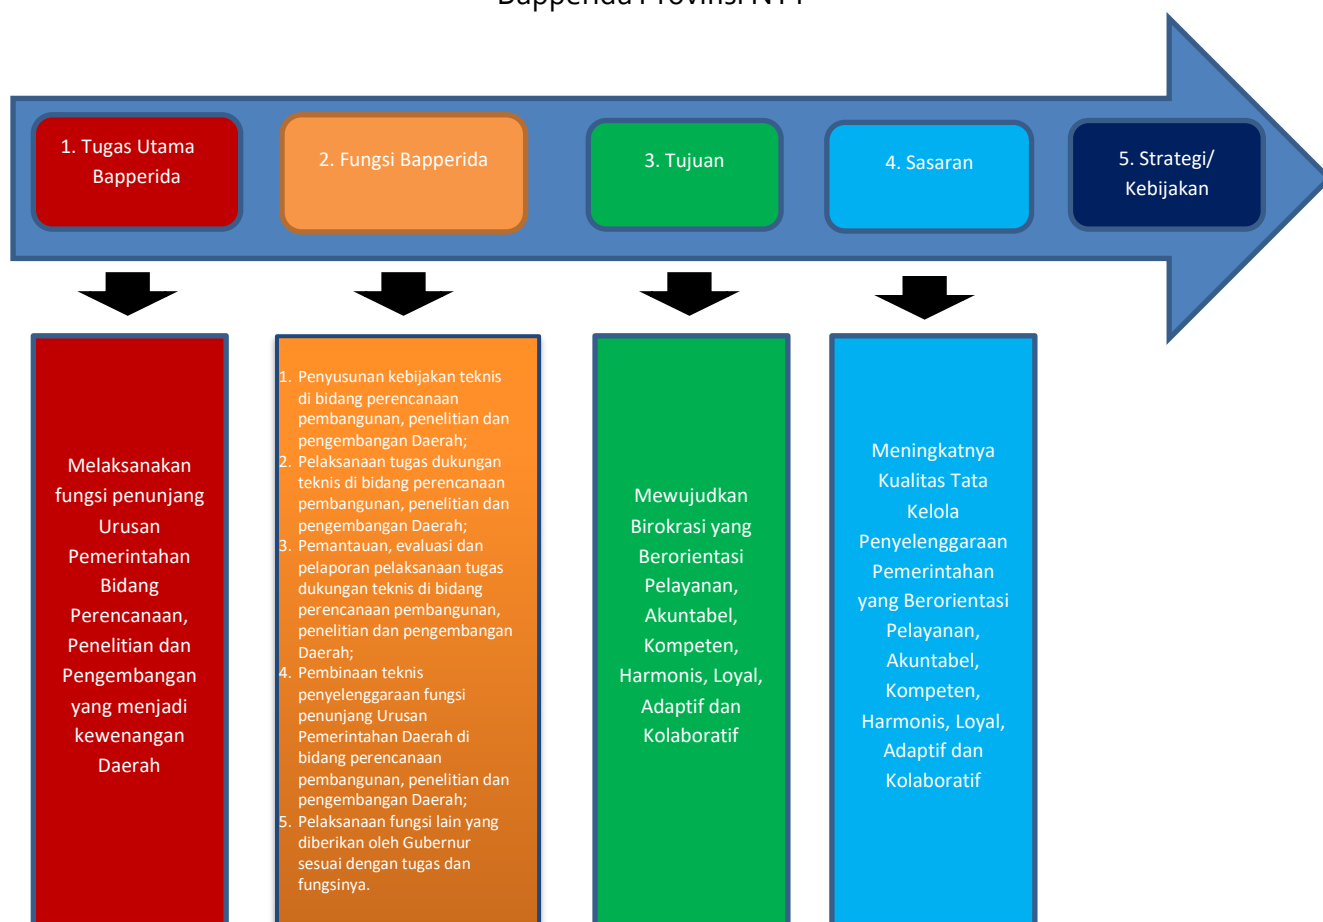 Bapperida Provinsi NTT
1. Tugas Utama
Bapperida
2. Fungsi Bapperida
3. Tujuan
4. Sasaran
5. Strategi/
Kebijakan
Melaksanakan
fungsi penunjang
Urusan
Pemerintahan
Bidang
Perencanaan,
Penelitian dan
Pengembangan
yang menjadi
kewenangan
Daerah
1. Penyusunan kebijakan teknis
di bidang perencanaan
pembangunan, penelitian dan
pengembangan Daerah;
2. Pelaksanaan tugas dukungan
teknis di bidang perencanaan
pembangunan, penelitian dan
pengembangan Daerah;
3. Pemantauan, evaluasi dan
pelaporan pelaksanaan tugas
dukungan teknis di bidang
perencanaan pembangunan,
penelitian dan pengembangan
Daerah;
4. Pembinaan teknis
penyelenggaraan fungsi
penunjang Urusan
Pemerintahan Daerah di
bidang perencanaan
pembangunan, penelitian dan
pengembangan Daerah;
5. Pelaksanaan fungsi lain yang
diberikan oleh Gubernur
sesuai dengan tugas dan
fungsinya.
Mewujudkan
Birokrasi yang
Berorientasi
Pelayanan,
Akuntabel,
Kompeten,
Harmonis, Loyal,
Adaptif dan
Kolaboratif
Meningkatnya
Kualitas Tata
Kelola
Penyelenggaraan
Pemerintahan
yang Berorientasi
Pelayanan,
Akuntabel,
Kompeten,
Harmonis, Loyal,
Adaptif dan
Kolaboratif